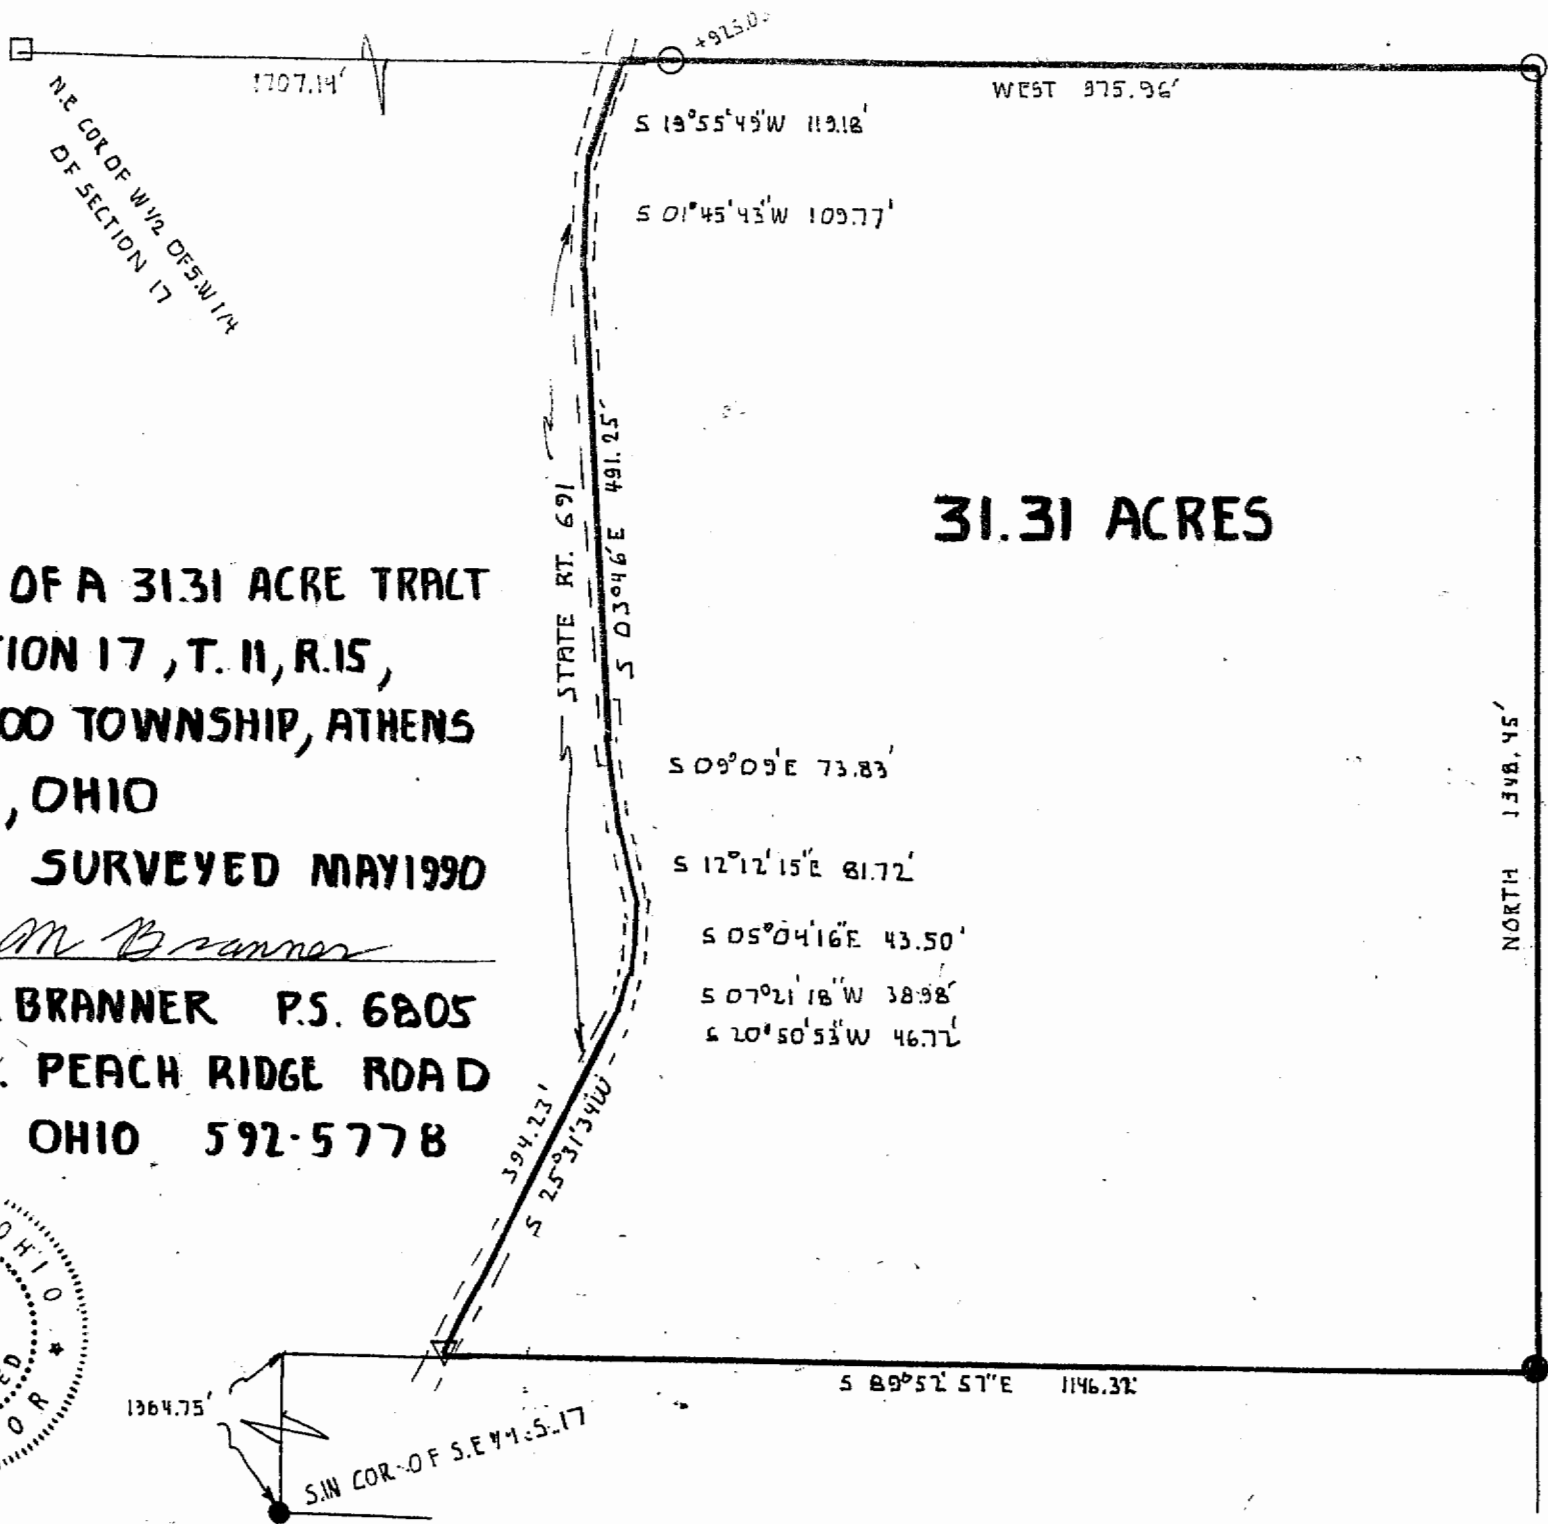 +925.0
1707.14'
WEST 975.96'
N.E COR OF W 1/2 OF S.W 1/4
OF SECTION 17
S 19°55'49"W 119.18'
S 01°45'43"W 109.77'
STATE RT. 691
S 03°46'E 491.25'
31.31 ACRES
OF A 31.31 ACRE TRACT
TION 17, T. 11, R.15,
OD TOWNSHIP, ATHENS
, OHIO
SURVEYED MAY 1990
M Branner
BRANNER P.S. 6805
PEACH RIDGE ROAD
OHIO 592-5778
S 09°09'E 73.83'
S 12°12'15"E 81.72'
S 05°04'16"E 43.50'
S 07°21'18"W 38.98'
S 20°50'53"W 46.72'
394.23'
S 25°31'34"W
NORTH 1348.45'
S 89°52'57"E 1146.32'
1364.75'
COR. OF S.E 1/4 S.17
OHIO
ED
OR